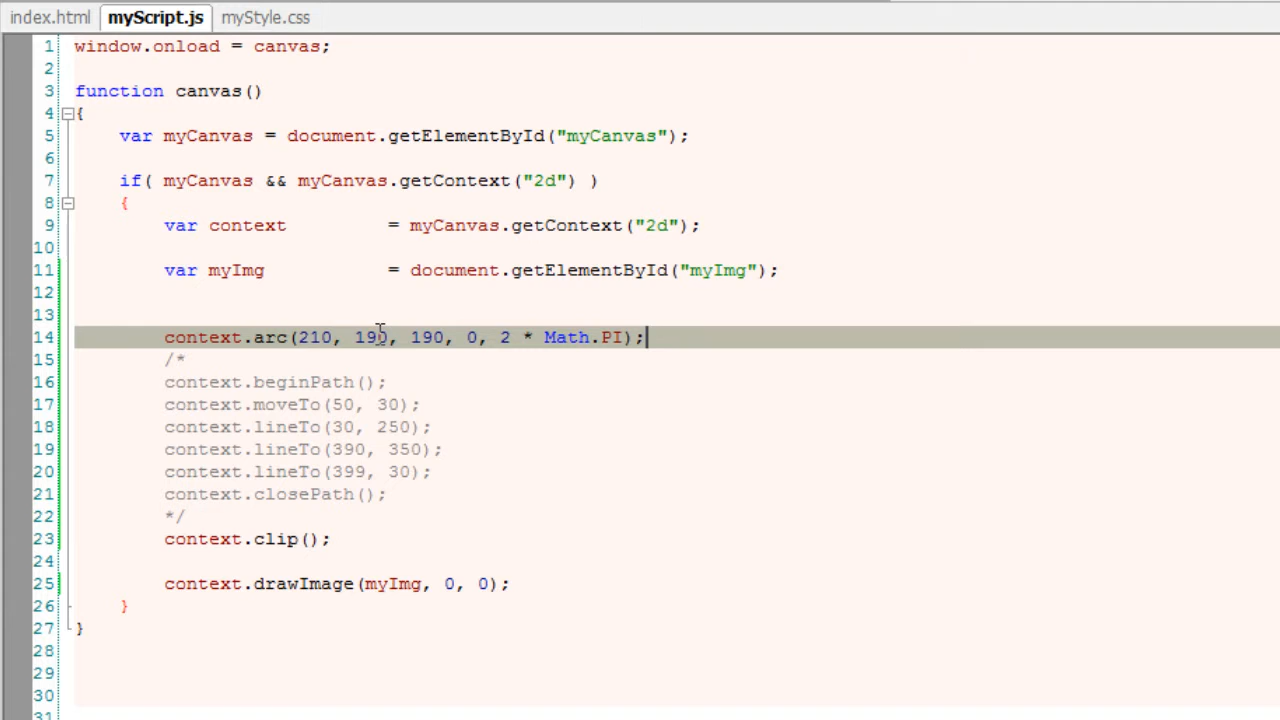 index.html myScript.js myStyle.css
1 window.onload = canvas;
2
3 function canvas()
4 {
5 var myCanvas = document.getElementById("myCanvas");
6
7 if( myCanvas && myCanvas.getContext("2d") )
8 {
9 var context = myCanvas.getContext("2d");
10
11 var myImg = document.getElementById("myImg");
12
13
14 context.arc(210, 190, 190, 0, 2 * Math.PI);
15 /*
16 context.beginPath();
17 context.moveTo(50, 30);
18 context.lineTo(30, 250);
19 context.lineTo(390, 350);
20 context.lineTo(399, 30);
21 context.closePath();
22 */
23 context.clip();
24
25 context.drawImage(myImg, 0, 0);
26 }
27 }
28
29
30
31